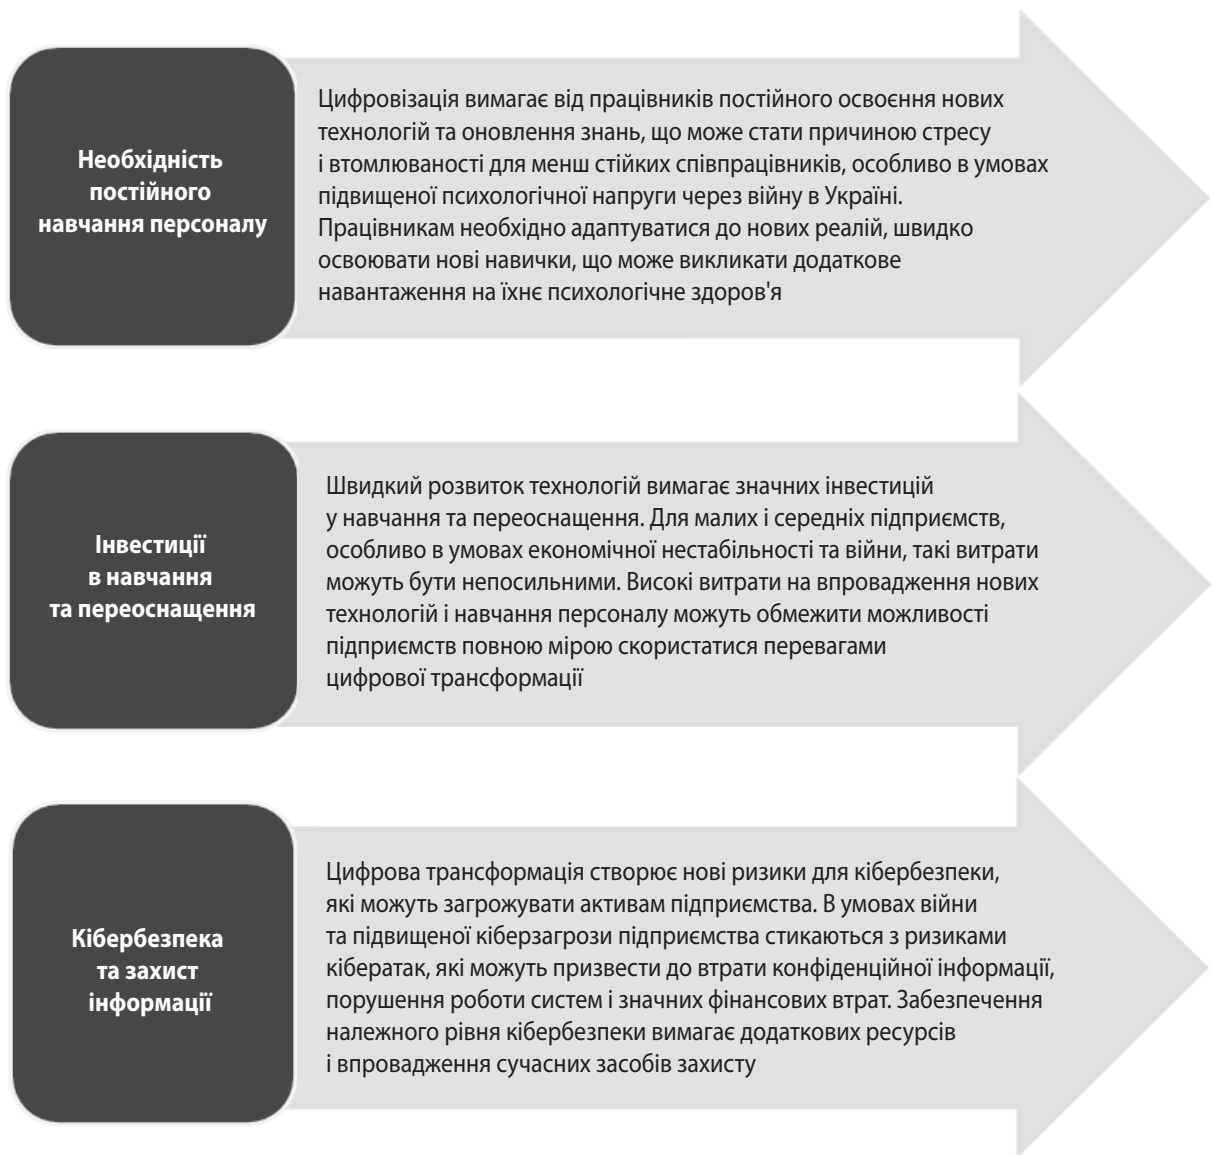 Необхідність
постійного
навчання персоналу
Цифровізація вимагає від працівників постійного освоєння нових
технологій та оновлення знань, що може стати причиною стресу
і втомлюваності для менш стійких співпрацівників, особливо в умовах
підвищеної психологічної напруги через війну в Україні.
Працівникам необхідно адаптуватися до нових реалій, швидко
освоювати нові навички, що може викликати додаткове
навантаження на їхнє психологічне здоров'я
Інвестиції
в навчання
та переоснащення
Швидкий розвиток технологій вимагає значних інвестицій
у навчання та переоснащення. Для малих і середніх підприємств,
особливо в умовах економічної нестабільності та війни, такі витрати
можуть бути непосильними. Високі витрати на впровадження нових
технологій і навчання персоналу можуть обмежити можливості
підприємств повною мірою скористатися перевагами
цифрової трансформації
Кібербезпека
та захист
інформації
Цифрова трансформація створює нові ризики для кібербезпеки,
які можуть загрожувати активам підприємства. В умовах війни
та підвищеної кіберзагрози підприємства стикаються з ризиками
кібератак, які можуть призвести до втрати конфіденційної інформації,
порушення роботи систем і значних фінансових втрат. Забезпечення
належного рівня кібербезпеки вимагає додаткових ресурсів
і впровадження сучасних засобів захисту